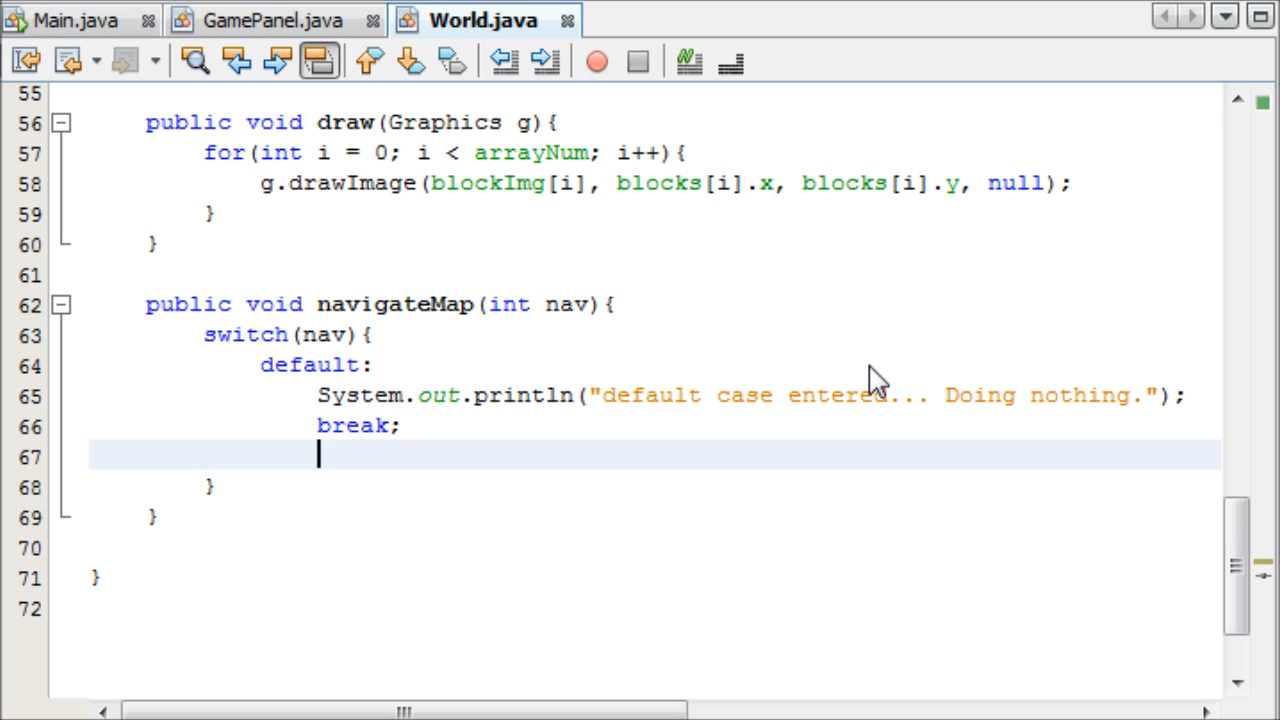 Main.java GamePanel.java World.java
55
56 public void draw(Graphics g){
57 for(int i = 0; i < arrayNum; i++){
58 g.drawImage(blockImg[i], blocks[i].x, blocks[i].y, null);
59 }
60 }
61
62 public void navigateMap(int nav){
63 switch(nav){
64 default:
65 System.out.println("default case entered... Doing nothing.");
66 break;
67
68 }
69 }
70
71 }
72